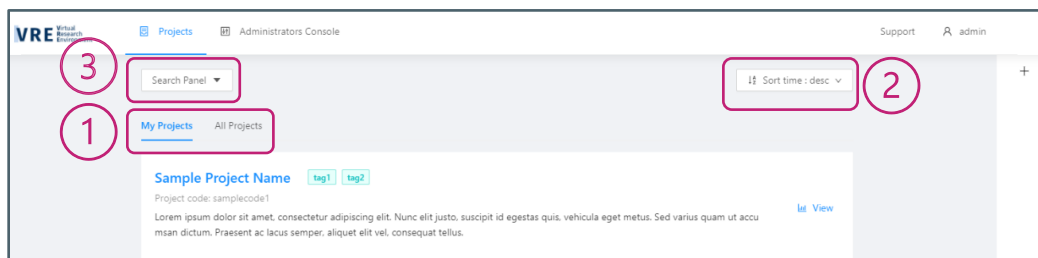 VRE Virtual Research Environment
Projects
Administrators Console
Support
admin
3
Search Panel
Sort time : desc
2
1
My Projects
All Projects
Sample Project Name
tag1
tag2
Project code: samplecode1
Lorem ipsum dolor sit amet, consectetur adipiscing elit. Nunc elit justo, suscipit id egestas quis, vehicula eget metus. Sed varius quam ut accu
msan dictum. Praesent ac lacus semper, aliquet elit vel, consequat tellus.
View